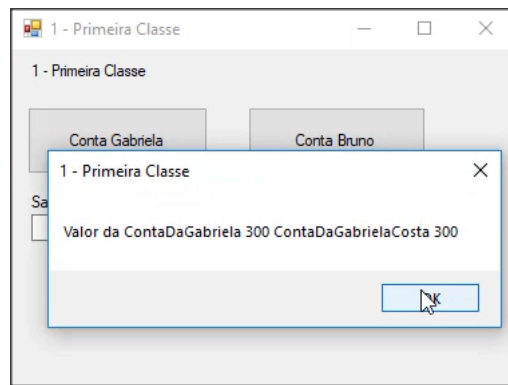 1 - Primeira Classe
1 - Primeira Classe
Conta Gabriela
Conta Bruno
1 - Primeira Classe
Sa
Valor da ContaDaGabriela 300 ContaDaGabrielaCosta 300